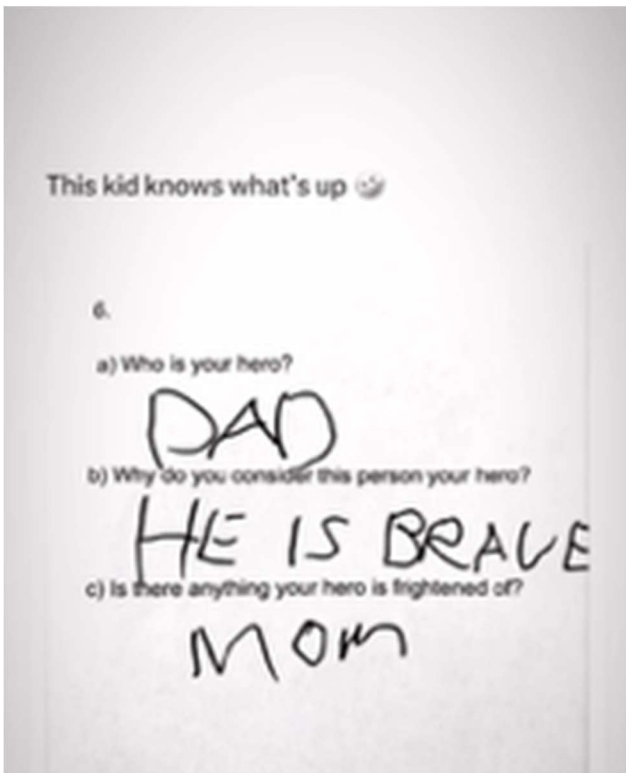 This kid knows what's up
6.
a) Who is your hero?
DAD
b) Why do you consider this person your hero?
HE IS BRAVE
c) Is there anything your hero is frightened of?
MOM